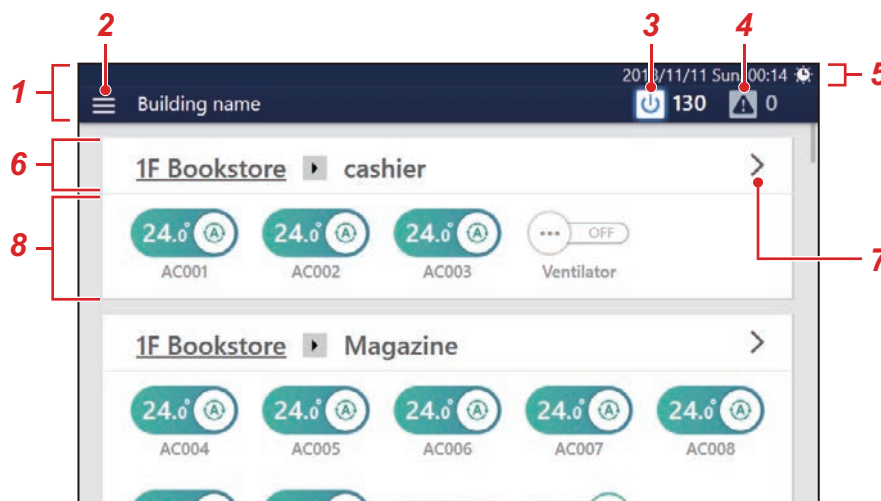 2 3 4
1 5
2018/11/11 Sun. 00:14
Building name 130 0
6 1F Bookstore cashier
7
8 24.0° A 24.0° A 24.0° A OFF
AC001 AC002 AC003 Ventilator
1F Bookstore Magazine
24.0° A 24.0° A 24.0° A 24.0° A 24.0° A
AC004 AC005 AC006 AC007 AC008